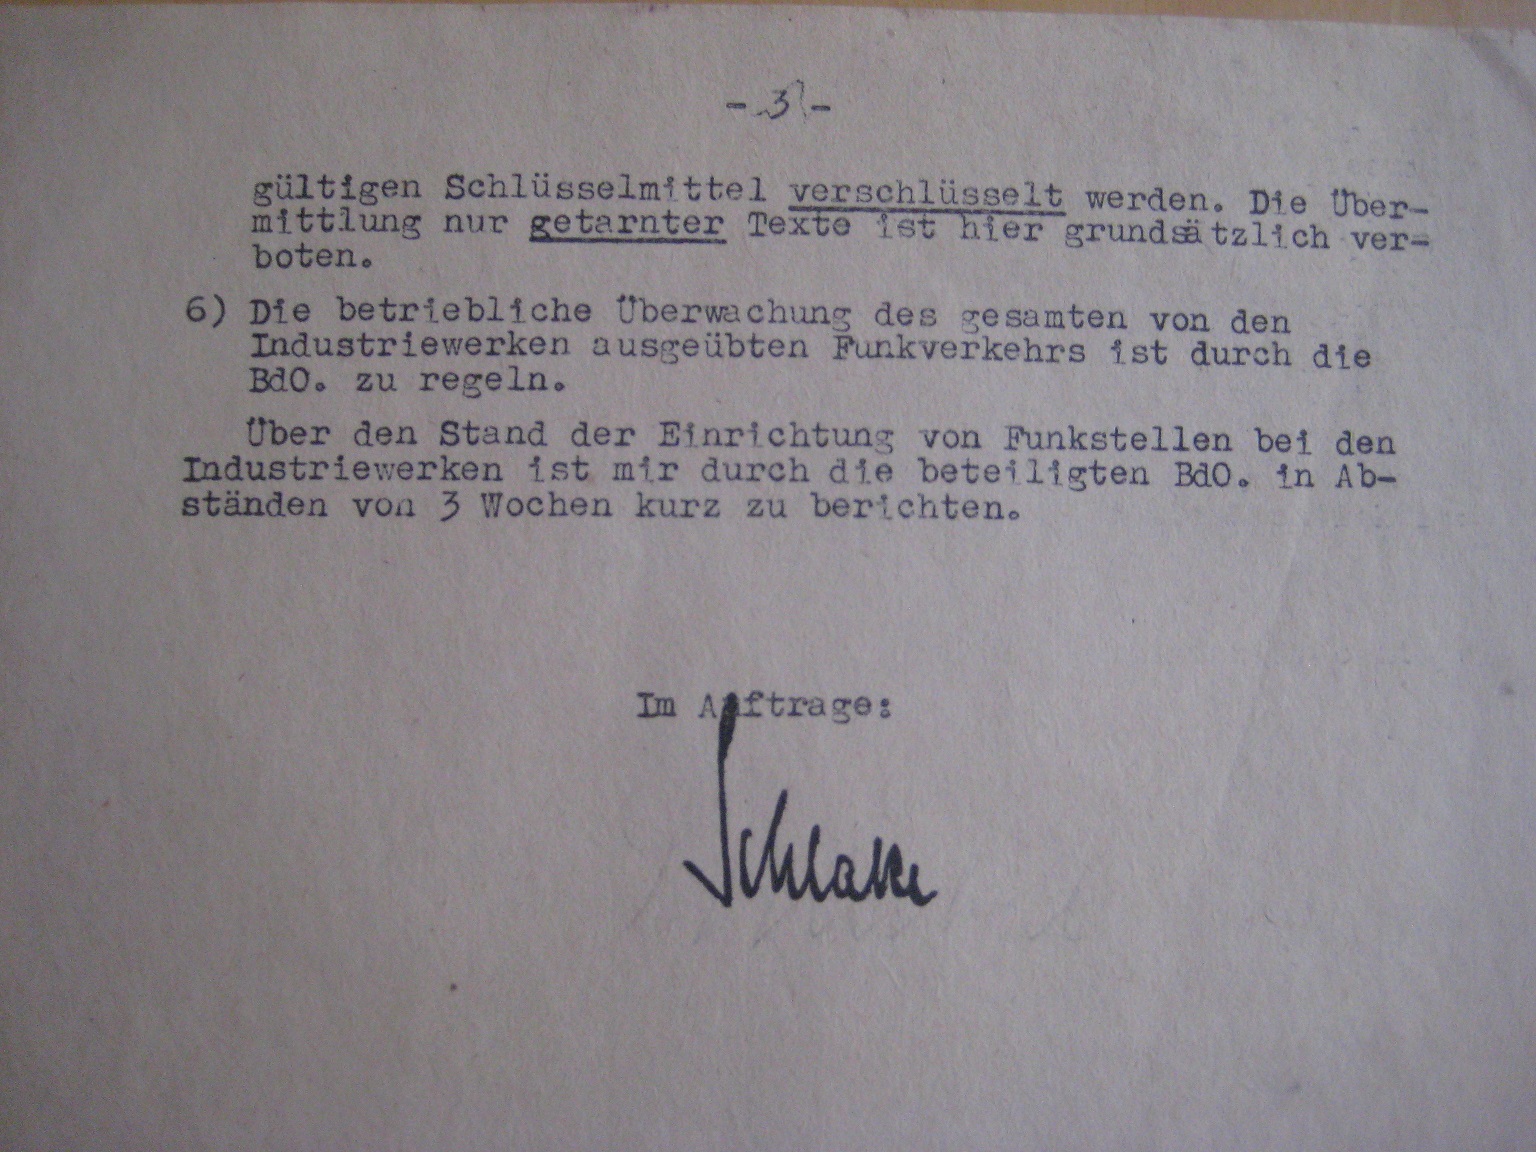 - 3 -
gültigen Schlüsselmittel verschlüsselt werden. Die Über-
mittlung nur getarnter Texte ist hier grundsätzlich ver-
boten.
6) Die betriebliche Überwachung des gesamten von den
Industriewerken ausgeübten Funkverkehrs ist durch die
BdO. zu regeln.
Über den Stand der Einrichtung von Funkstellen bei den
Industriewerken ist mir durch die beteiligten BdO. in Ab-
ständen von 3 Wochen kurz zu berichten.
Im Auftrage:
Schlake